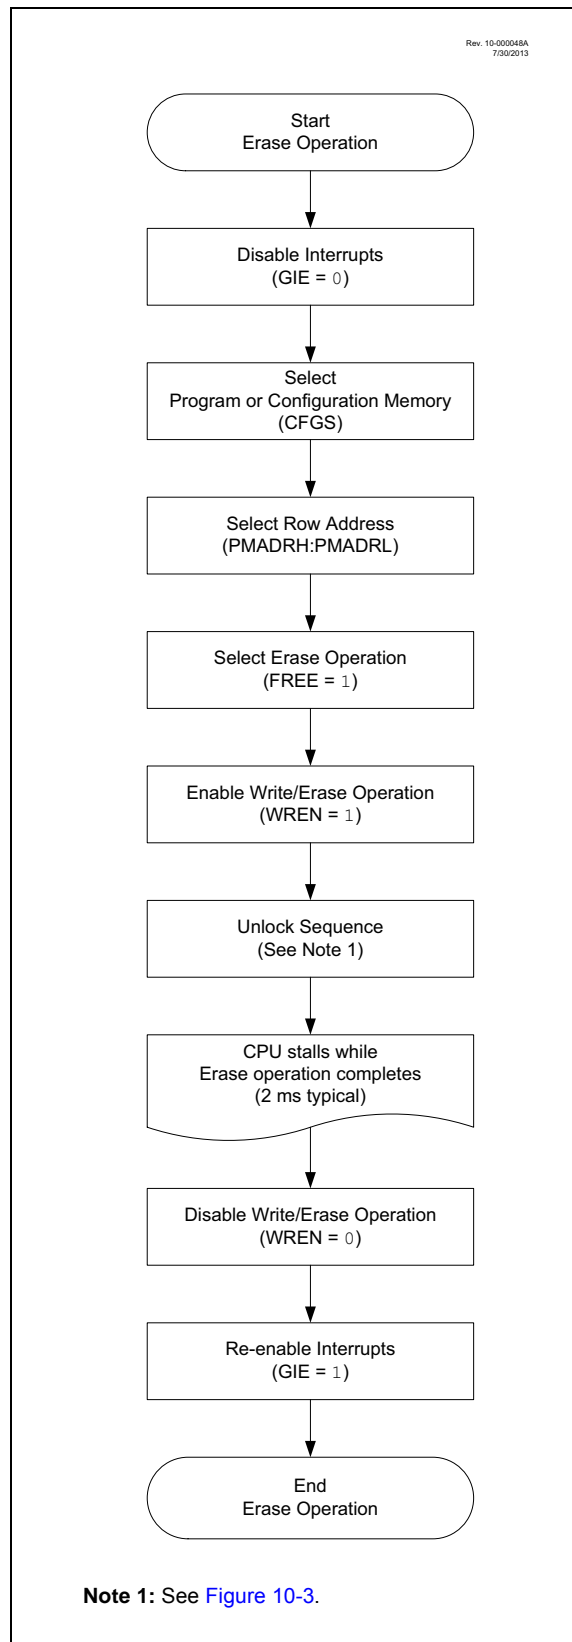 Rev. 10-000048A
7/30/2013
Start
Erase Operation
Disable Interrupts
(GIE = 0)
Select
Program or Configuration Memory
(CFGS)
Select Row Address
(PMADRH:PMADRL)
Select Erase Operation
(FREE = 1)
Enable Write/Erase Operation
(WREN = 1)
Unlock Sequence
(See Note 1)
CPU stalls while
Erase operation completes
(2 ms typical)
Disable Write/Erase Operation
(WREN = 0)
Re-enable Interrupts
(GIE = 1)
End
Erase Operation
Note 1: See Figure 10-3.